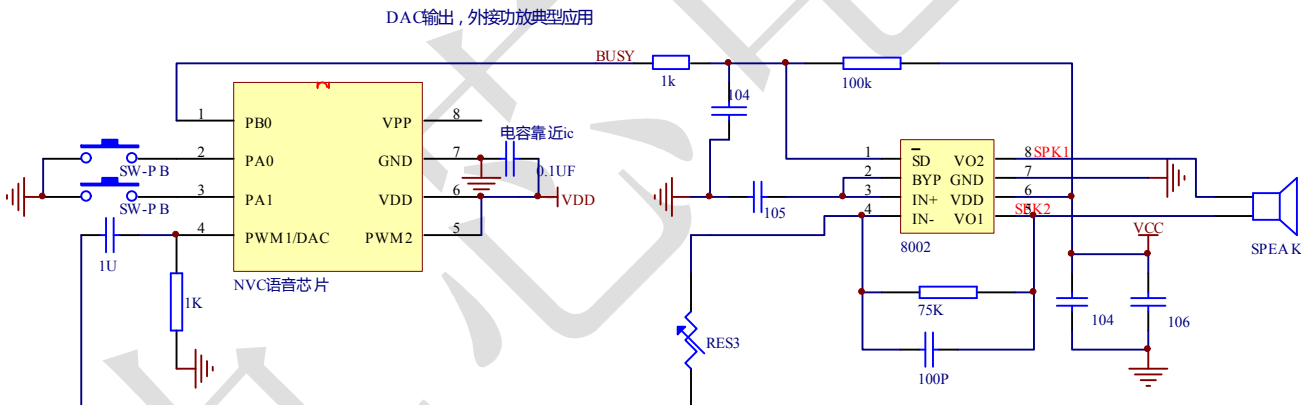 DAC输出，外接功放典型应用
BUSY
1k
100k
104
1
PB0
VPP
8
电容靠近ic
2
PA0
GND
7
0.1UF
SW-PB
3
PA1
VDD
6
VDD
SW-PB
4
PWM1/DAC
PWM2
5
1U
NVC语音芯片
1K
1
SD
VO2
8
SPK1
2
BYP
GND
7
3
IN+
VDD
6
105
4
IN-
VO1
5
SPK2
8002
VCC
SPEAK
75K
104
106
RES3
100P